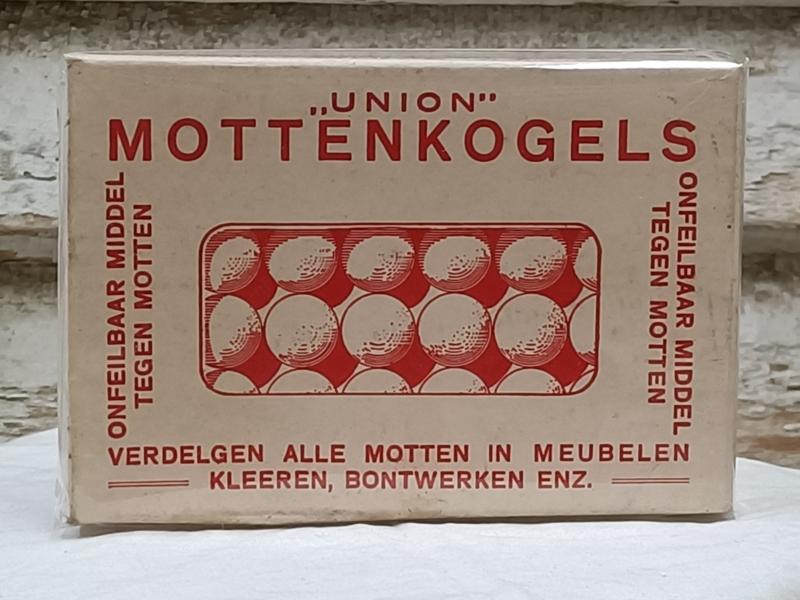 „UNION”
MOTTENKOGELS
ONFEILBAAR MIDDEL
TEGEN MOTTEN
ONFEILBAAR MIDDEL
TEGEN MOTTEN
VERDELGEN ALLE MOTTEN IN MEUBELEN
KLEEREN, BONTWERKEN ENZ.